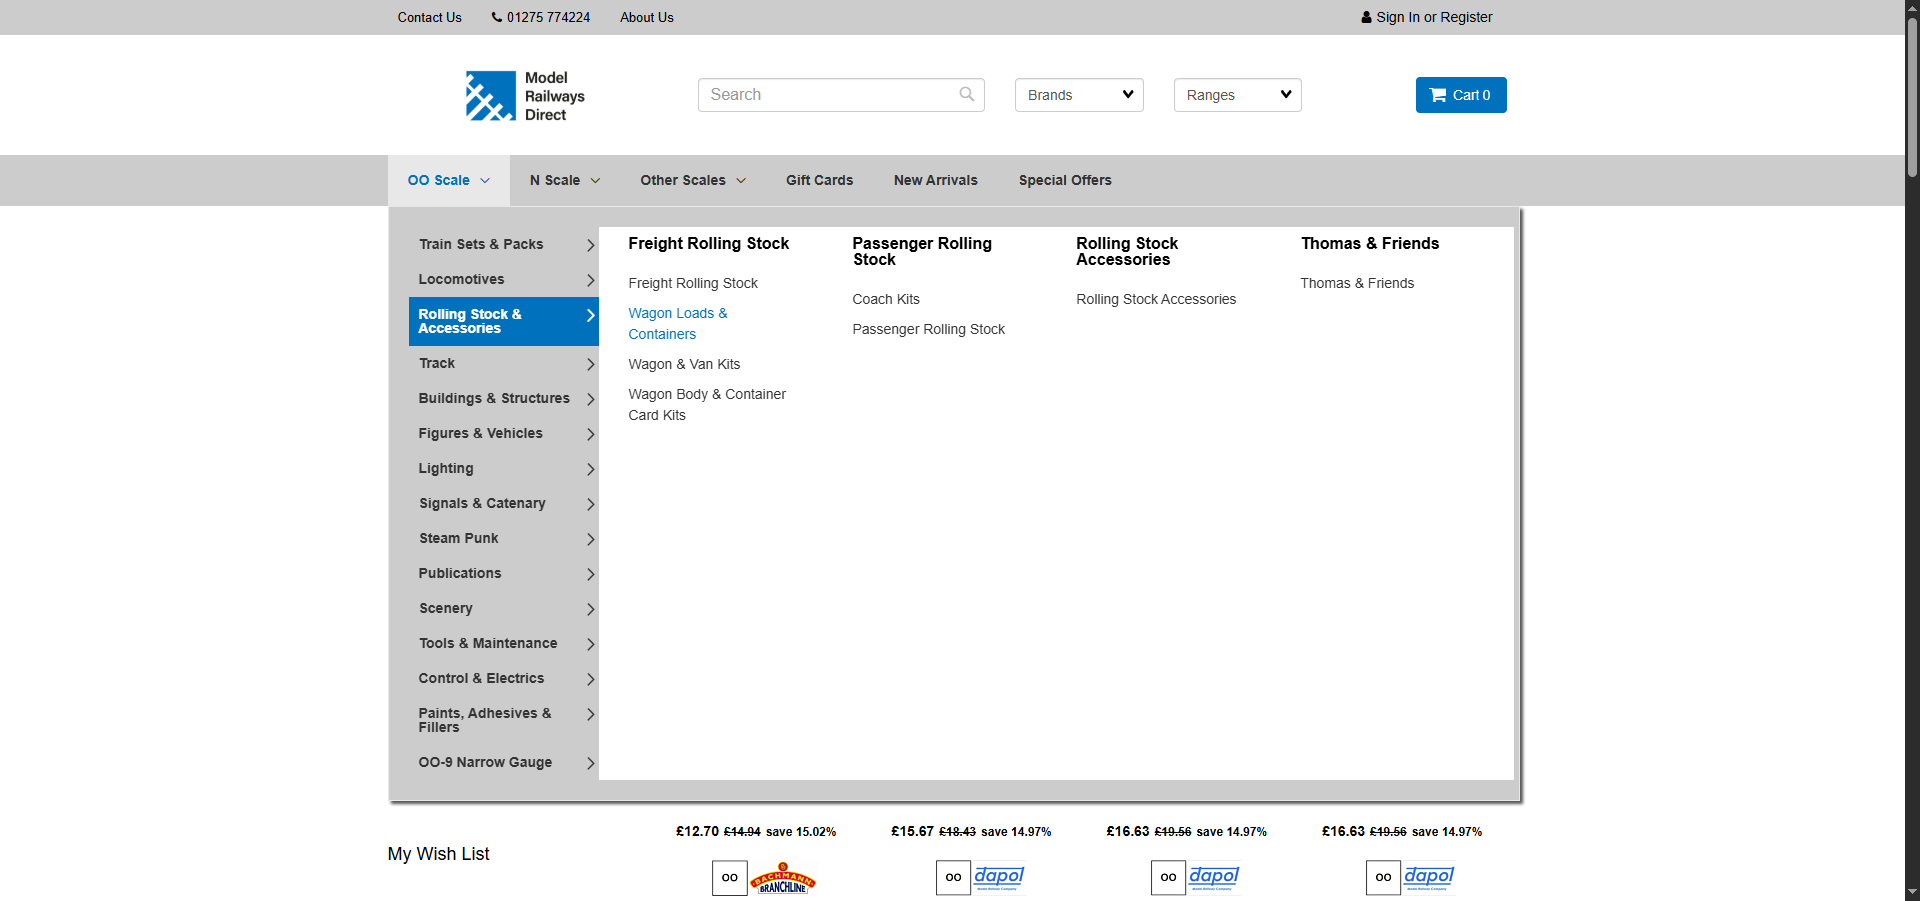 Contact Us
01275 774224
About Us
Sign In or Register
Model
Railways
Direct
Search
Brands
Ranges
Cart 0
OO Scale
N Scale
Other Scales
Gift Cards
New Arrivals
Special Offers
Train Sets & Packs
Locomotives
Rolling Stock &
Accessories
Track
Buildings & Structures
Figures & Vehicles
Lighting
Signals & Catenary
Steam Punk
Publications
Scenery
Tools & Maintenance
Control & Electrics
Paints, Adhesives &
Fillers
OO-9 Narrow Gauge
Freight Rolling Stock
Freight Rolling Stock
Wagon Loads &
Containers
Wagon & Van Kits
Wagon Body & Container
Card Kits
Passenger Rolling
Stock
Coach Kits
Passenger Rolling Stock
Rolling Stock
Accessories
Rolling Stock Accessories
Thomas & Friends
Thomas & Friends
My Wish List
£12.70 £14.94 save 15.02%
£15.67 £18.43 save 14.97%
£16.63 £19.56 save 14.97%
£16.63 £19.56 save 14.97%
OO
BACHMANN
BRANCHLINE
OO
dapol
OO
dapol
OO
dapol